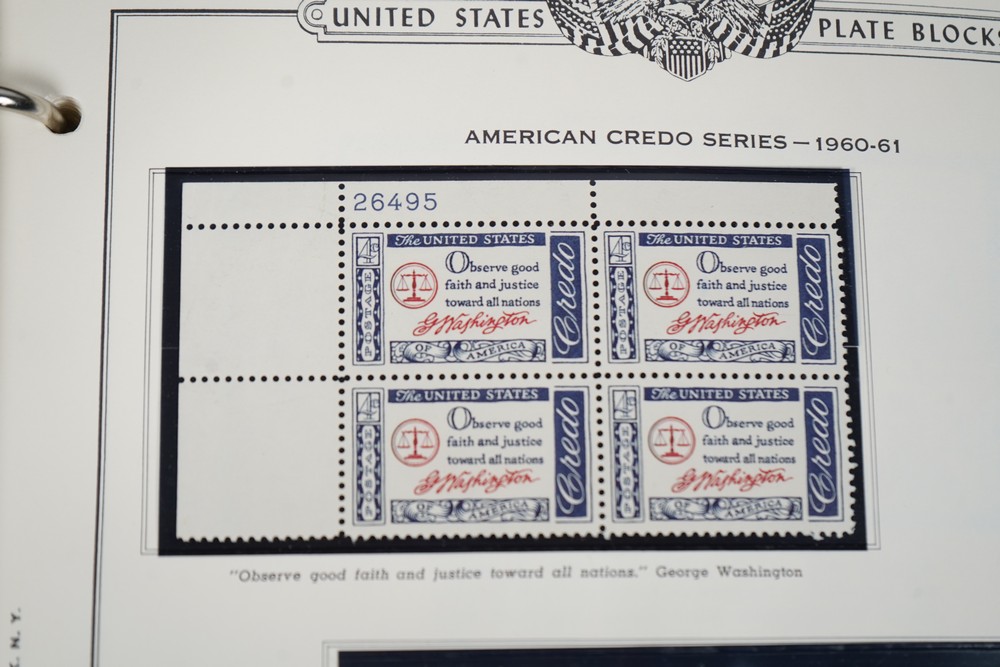 UNITED STATES
PLATE BLOCKS
AMERICAN CREDO SERIES — 1960-61
26495
The UNITED STATES
4¢
POSTAGE
Observe good
faith and justice
toward all nations
G Washington
OF AMERICA
Credo
The UNITED STATES
4¢
POSTAGE
Observe good
faith and justice
toward all nations
G Washington
OF AMERICA
Credo
The UNITED STATES
4¢
POSTAGE
Observe good
faith and justice
toward all nations
G Washington
OF AMERICA
Credo
The UNITED STATES
4¢
POSTAGE
Observe good
faith and justice
toward all nations
G Washington
OF AMERICA
Credo
"Observe good faith and justice toward all nations." George Washington
N. Y.